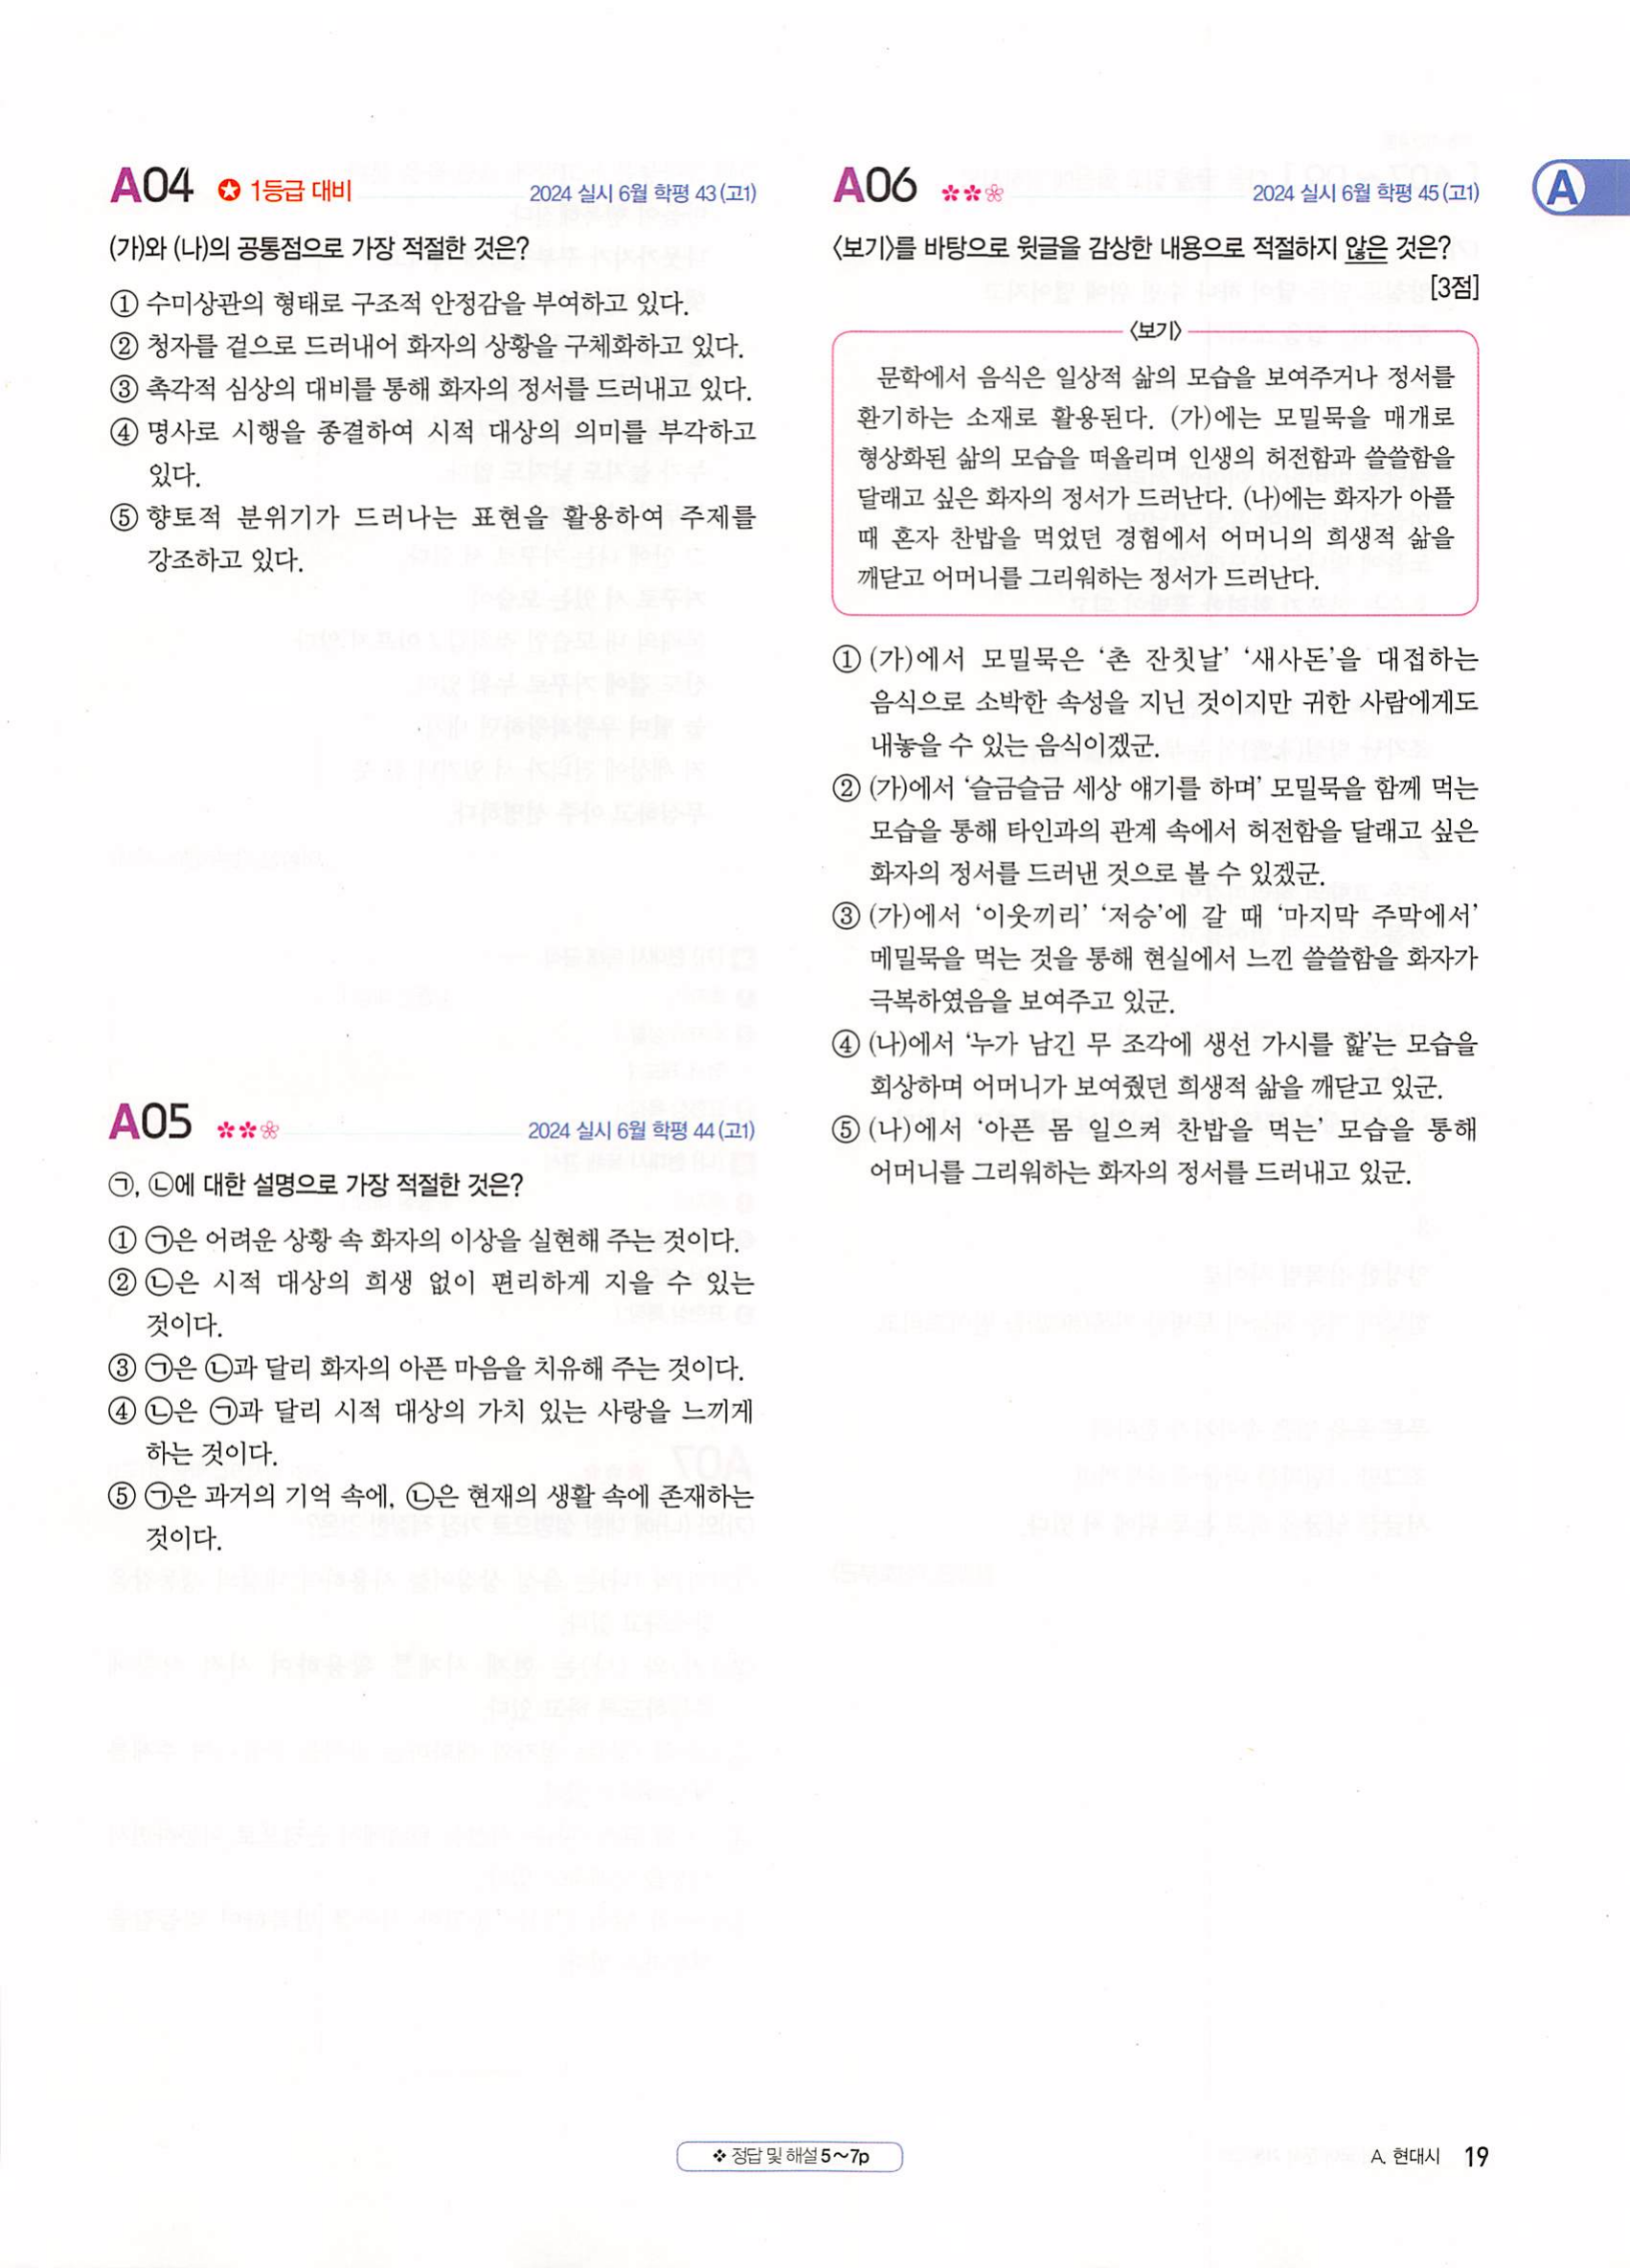 A04 ✪ 1등급 대비 2024 실시 6월 학평 43 (고1)
(가)와 (나)의 공통점으로 가장 적절한 것은?
① 수미상관의 형태로 구조적 안정감을 부여하고 있다.
② 청자를 겉으로 드러내어 화자의 상황을 구체화하고 있다.
③ 촉각적 심상의 대비를 통해 화자의 정서를 드러내고 있다.
④ 명사로 시행을 종결하여 시적 대상의 의미를 부각하고
있다.
⑤ 향토적 분위기가 드러나는 표현을 활용하여 주제를
강조하고 있다.
A05 2024 실시 6월 학평 44 (고1)
㉠, ㉡에 대한 설명으로 가장 적절한 것은?
① ㉠은 어려운 상황 속 화자의 이상을 실현해 주는 것이다.
② ㉡은 시적 대상의 희생 없이 편리하게 지을 수 있는
것이다.
③ ㉠은 ㉡과 달리 화자의 아픈 마음을 치유해 주는 것이다.
④ ㉡은 ㉠과 달리 시적 대상의 가치 있는 사랑을 느끼게
하는 것이다.
⑤ ㉠은 과거의 기억 속에, ㉡은 현재의 생활 속에 존재하는
것이다.
A06 2024 실시 6월 학평 45 (고1)
〈보기〉를 바탕으로 윗글을 감상한 내용으로 적절하지 않은 것은?
[3점]
〈보기〉
문학에서 음식은 일상적 삶의 모습을 보여주거나 정서를
환기하는 소재로 활용된다. (가)에는 모밀묵을 매개로
형상화된 삶의 모습을 떠올리며 인생의 허전함과 쓸쓸함을
달래고 싶은 화자의 정서가 드러난다. (나)에는 화자가 아플
때 혼자 찬밥을 먹었던 경험에서 어머니의 희생적 삶을
깨닫고 어머니를 그리워하는 정서가 드러난다.
① (가)에서 모밀묵은 ‘촌 잔칫날’ ‘새사돈’을 대접하는
음식으로 소박한 속성을 지닌 것이지만 귀한 사람에게도
내놓을 수 있는 음식이겠군.
② (가)에서 ‘슬금슬금 세상 얘기를 하며’ 모밀묵을 함께 먹는
모습을 통해 타인과의 관계 속에서 허전함을 달래고 싶은
화자의 정서를 드러낸 것으로 볼 수 있겠군.
③ (가)에서 ‘이웃끼리’ ‘저승’에 갈 때 ‘마지막 주막에서’
메밀묵을 먹는 것을 통해 현실에서 느낀 쓸쓸함을 화자가
극복하였음을 보여주고 있군.
④ (나)에서 ‘누가 남긴 무 조각에 생선 가시를 핥’는 모습을
회상하며 어머니가 보여줬던 희생적 삶을 깨닫고 있군.
⑤ (나)에서 ‘아픈 몸 일으켜 찬밥을 먹는’ 모습을 통해
어머니를 그리워하는 화자의 정서를 드러내고 있군.
A
❖ 정답 및 해설 5~7p
A. 현대시 19